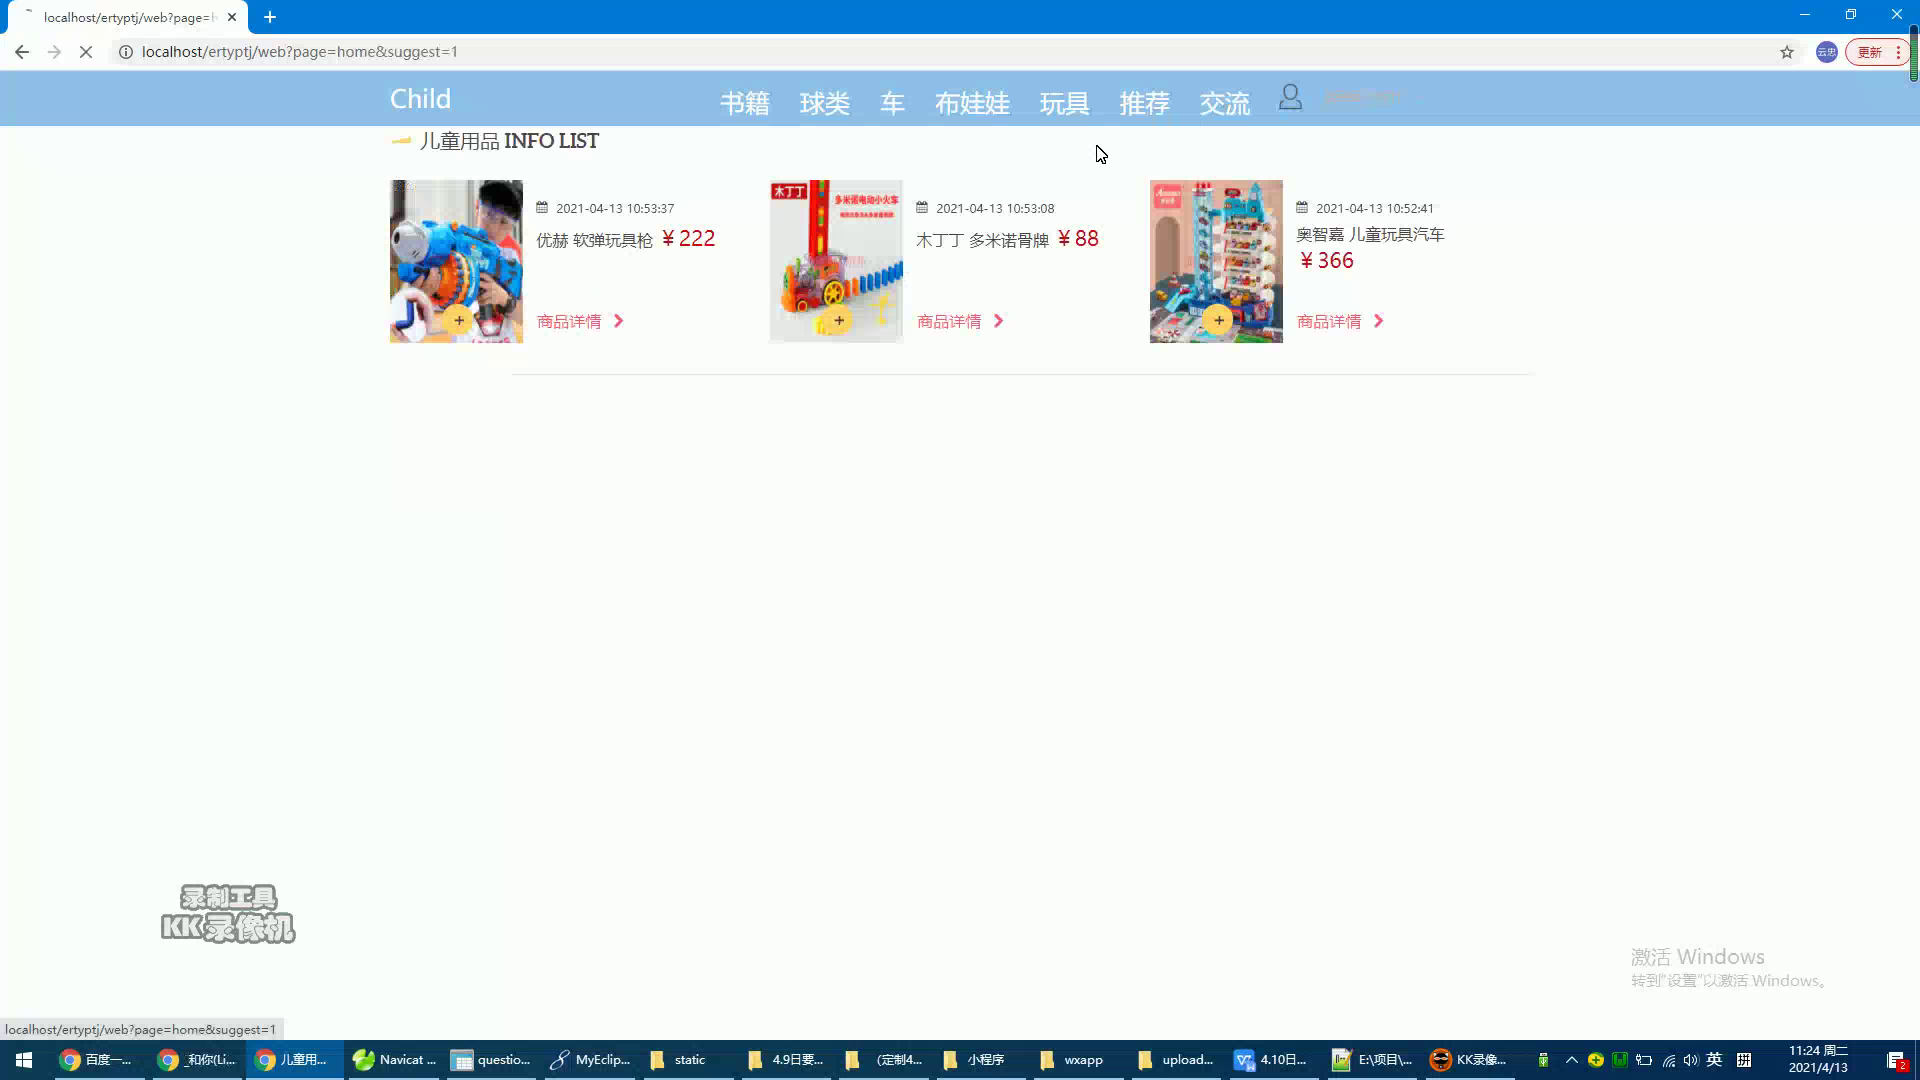 localhost/ertyptj/web?page=h
localhost/ertyptj/web?page=home&suggest=1
云忠
更新
Child
书籍 球类 车 布娃娃 玩具 推荐 交流
儿童用品 INFO LIST
2021-04-13 10:53:37
优赫 软弹玩具枪 ¥222
商品详情
木丁丁
多米诺电动小火车
2021-04-13 10:53:08
木丁丁 多米诺骨牌 ¥88
商品详情
2021-04-13 10:52:41
奥智嘉 儿童玩具汽车
¥366
商品详情
录制工具
KK录像机
激活 Windows
转到"设置"以激活 Windows。
localhost/ertyptj/web?page=home&suggest=1
百度一... _和你(Li... 儿童用... Navicat ... questio... MyEclip... static 4.9日要... (定制4... 小程序 wxapp upload... 4.10日... E:\项目\... KK录像... 英 拼
11:24 周二
2021/4/13
2